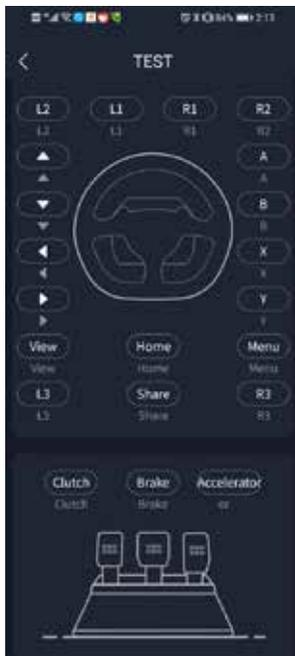 TEST
L2 L1 R1 R2
L2 L1 R1 R2
A
A
B
B
X
X
Y
Y
View Home Menu
View Home Menu
L3 Share R3
L3 Share R3
Clutch Brake Accelerator
Clutch Brake or